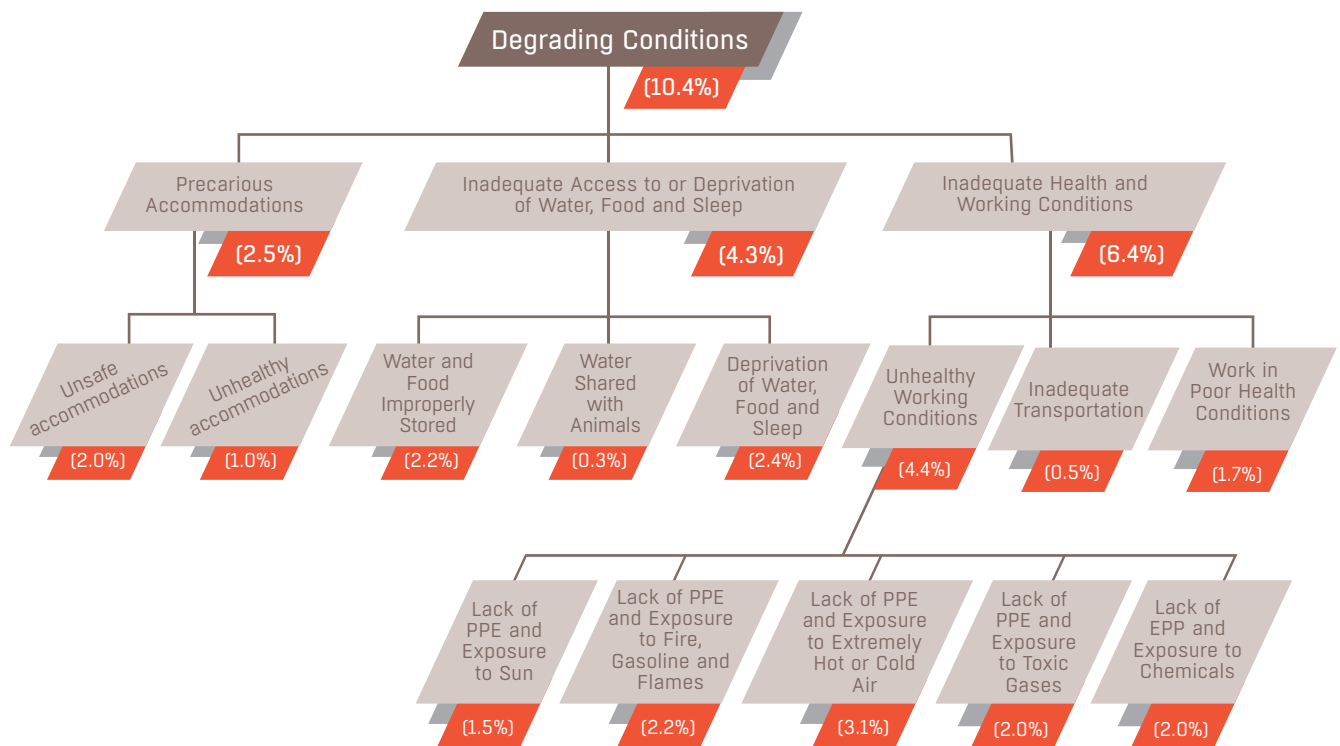 Degrading Conditions
(10.4%)
Precarious
Accommodations
(2.5%)
Inadequate Access to or Deprivation
of Water, Food and Sleep
(4.3%)
Inadequate Health and
Working Conditions
(6.4%)
Unsafe
accommodations
(2.0%)
Unhealthy
accommodations
(1.0%)
Water and
Food
Improperly
Stored
(2.2%)
Water
Shared
with
Animals
(0.3%)
Deprivation
of Water,
Food and
Sleep
(2.4%)
Unhealthy
Working
Conditions
(4.4%)
Inadequate
Transportation
(0.5%)
Work in
Poor Health
Conditions
(1.7%)
Lack of
PPE and
Exposure
to Sun
(1.5%)
Lack of PPE
and Exposure
to Fire,
Gasoline and
Flames
(2.2%)
Lack of PPE
and Exposure
to Extremely
Hot or Cold
Air
(3.1%)
Lack of
PPE and
Exposure
to Toxic
Gases
(2.0%)
Lack of
EPP and
Exposure to
Chemicals
(2.0%)